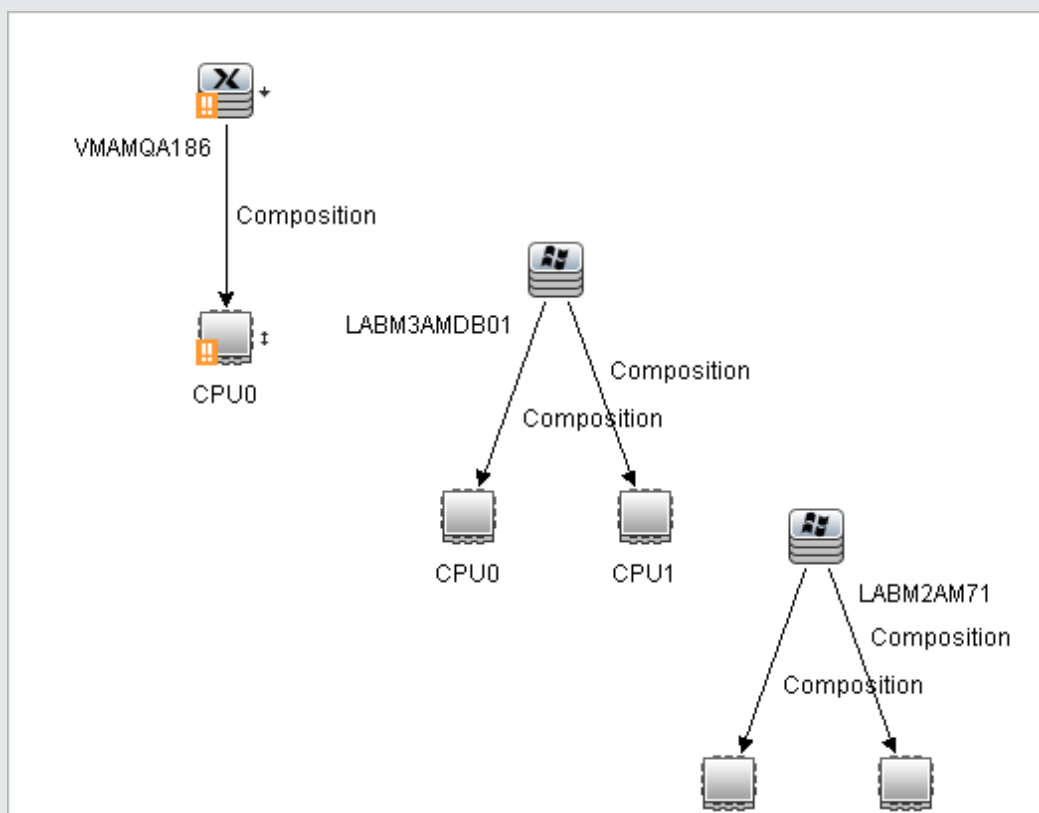 VMAMQA186
Composition
CPU0
LABM3AMDB01
Composition
Composition
CPU0
CPU1
LABM2AM71
Composition
Composition